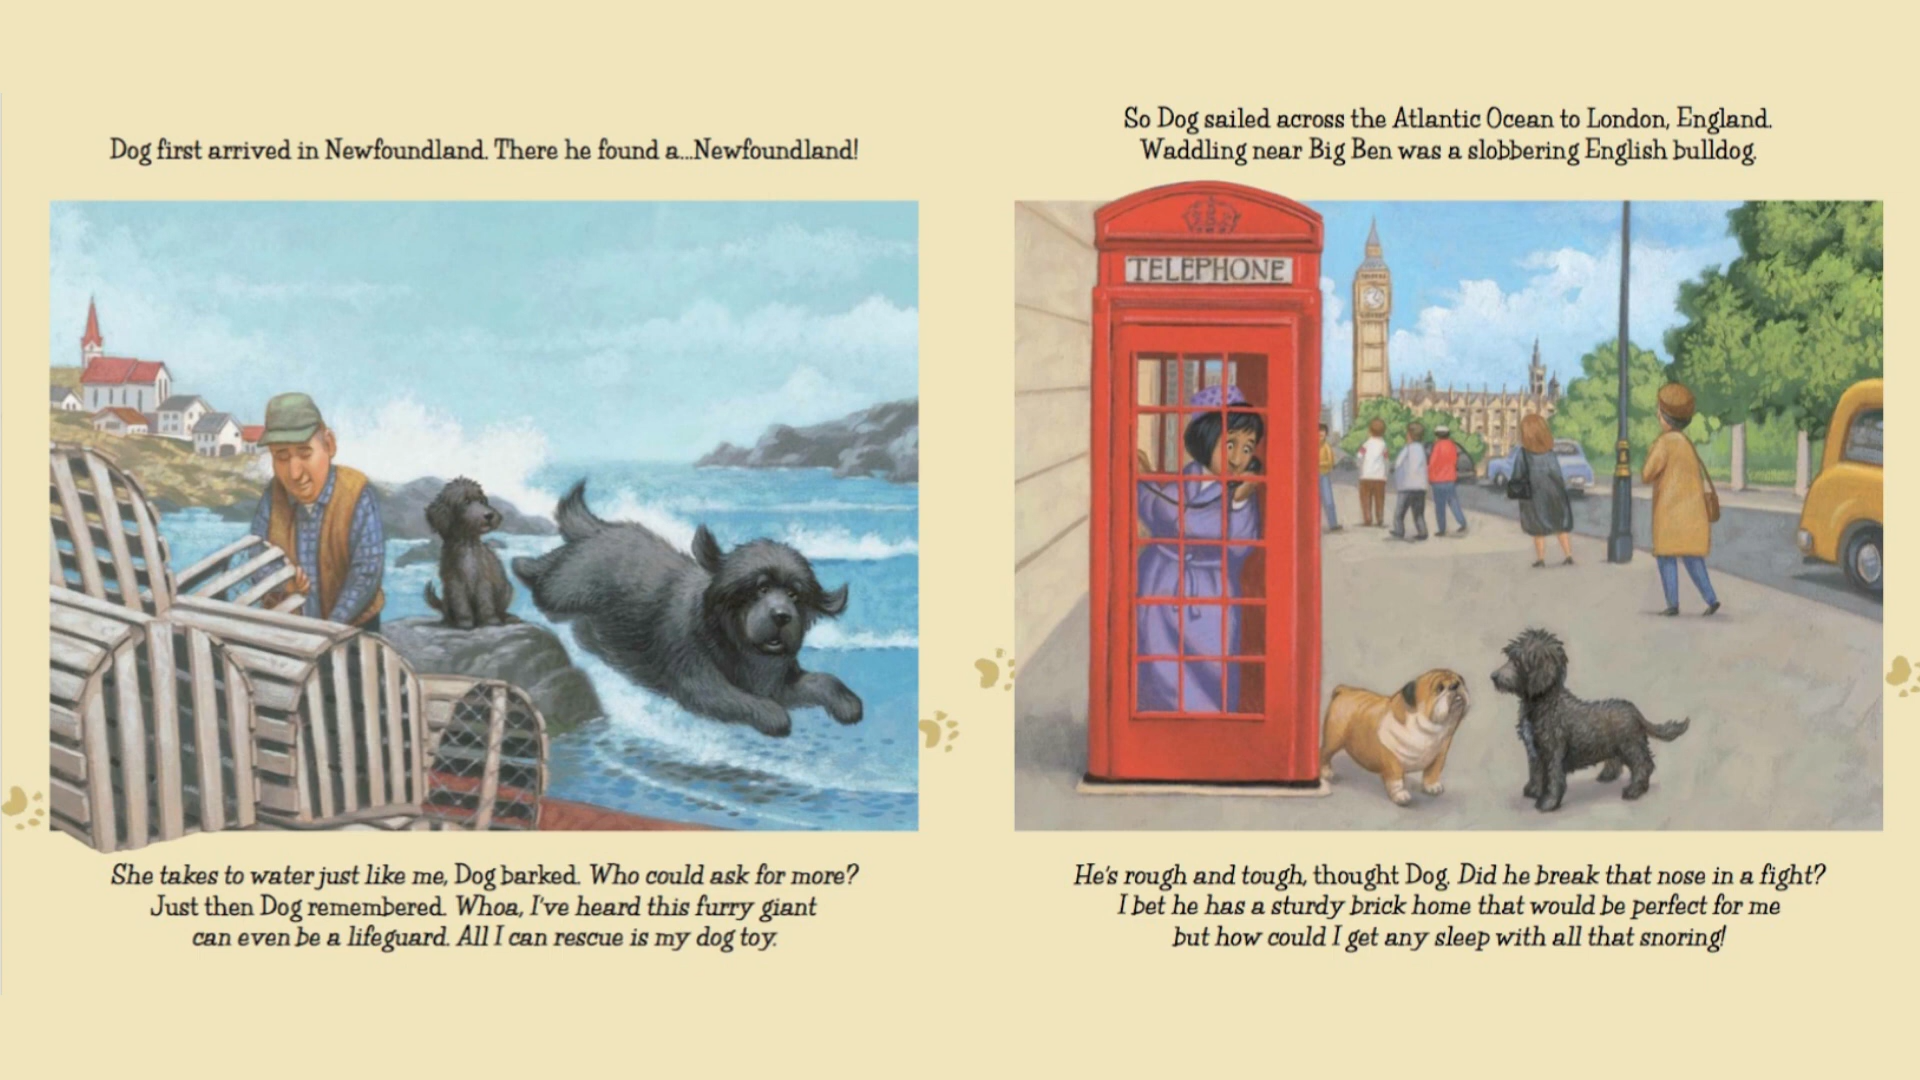 Dog first arrived in Newfoundland. There he found a...Newfoundland!
She takes to water just like me, Dog barked. Who could ask for more?
Just then Dog remembered. Whoa, I've heard this furry giant
can even be a lifeguard. All I can rescue is my dog toy.
So Dog sailed across the Atlantic Ocean to London, England.
Waddling near Big Ben was a slobbering English bulldog.
TELEPHONE
He's rough and tough, thought Dog. Did he break that nose in a fight?
I bet he has a sturdy brick home that would be perfect for me
but how could I get any sleep with all that snoring!